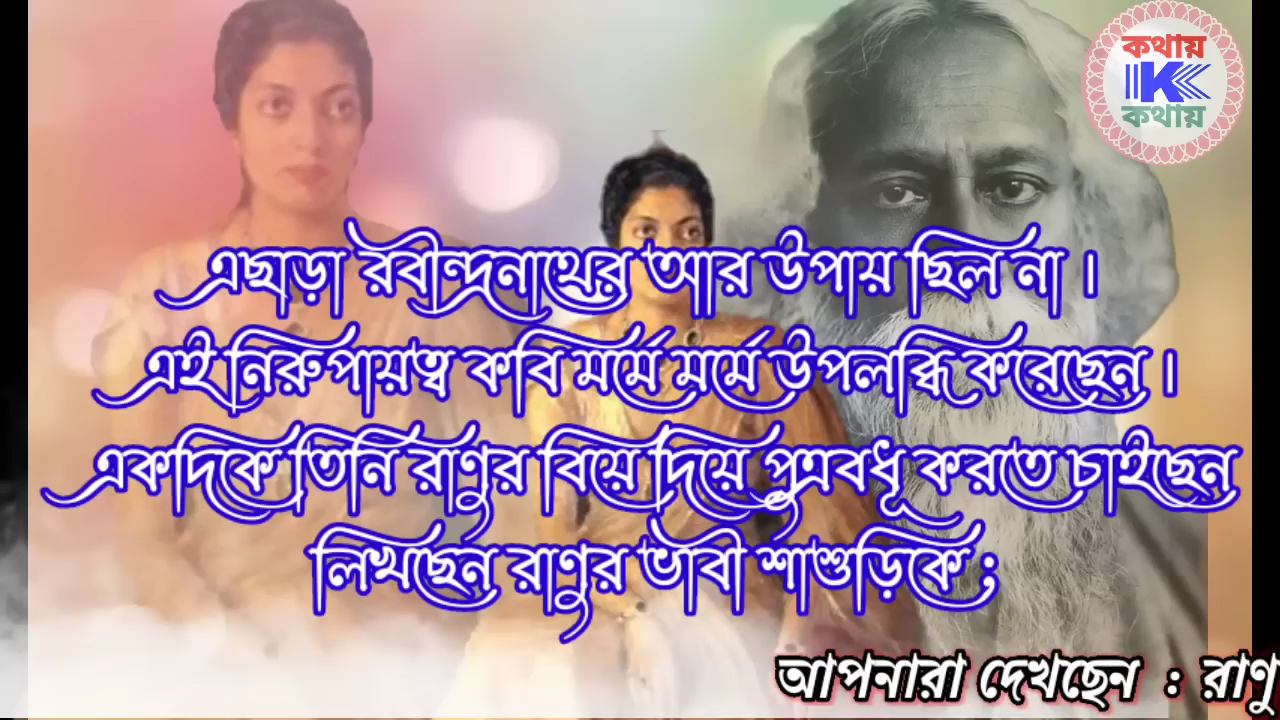 কথায়
K
কথায়
এছাড়া রবীন্দ্রনাথের আর উপায় ছিল না ।
এই নিরুপায়ত্ব কবি মর্মে মর্মে উপলব্ধি করেছেন ।
একদিকে তিনি রাণুর বিয়ে দিয়ে পুত্রবধূ করতে চাইছেন
লিখছেন রাণুর ভাবী শাশুড়িকে ;
আপনারা দেখছেন : রাণু